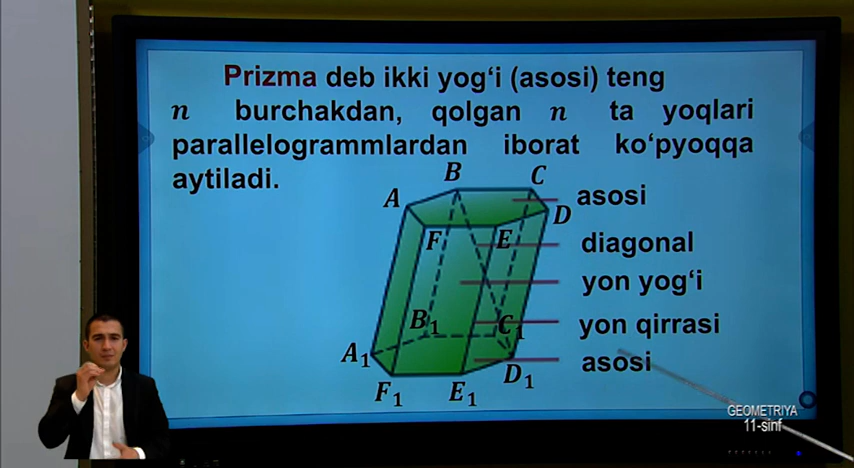 Prizma deb ikki yog‘i (asosi) teng
n burchakdan, qolgan n ta yoqlari
parallelogrammlardan iborat ko‘pyoqqa
aytiladi.
B
C
A
asosi
D
F
E
diagonal
yon yog‘i
B₁
C₁
yon qirrasi
A₁
asosi
D₁
F₁
E₁
GEOMETRIYA
11-sinf